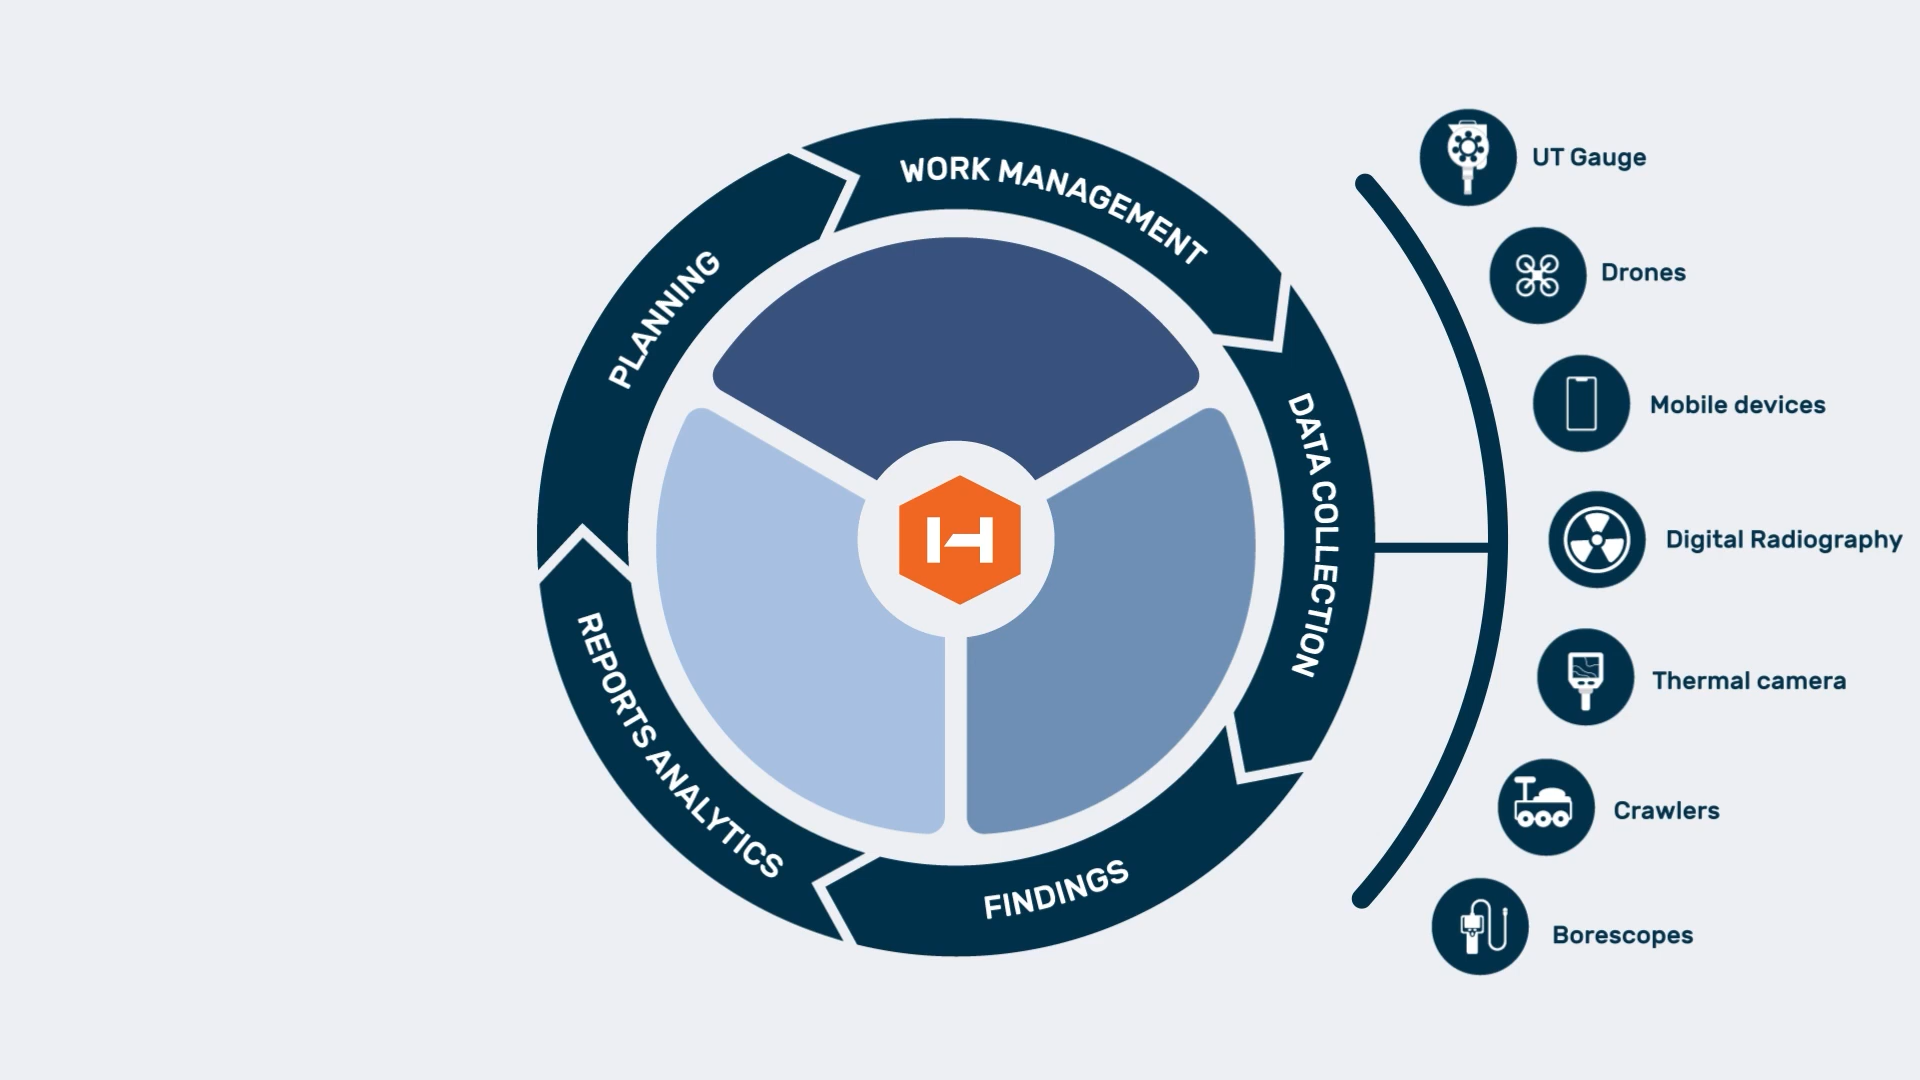 PLANNING
WORK MANAGEMENT
DATA COLLECTION
FINDINGS
REPORTS ANALYTICS
UT Gauge
Drones
Mobile devices
Digital Radiography
Thermal camera
Crawlers
Borescopes